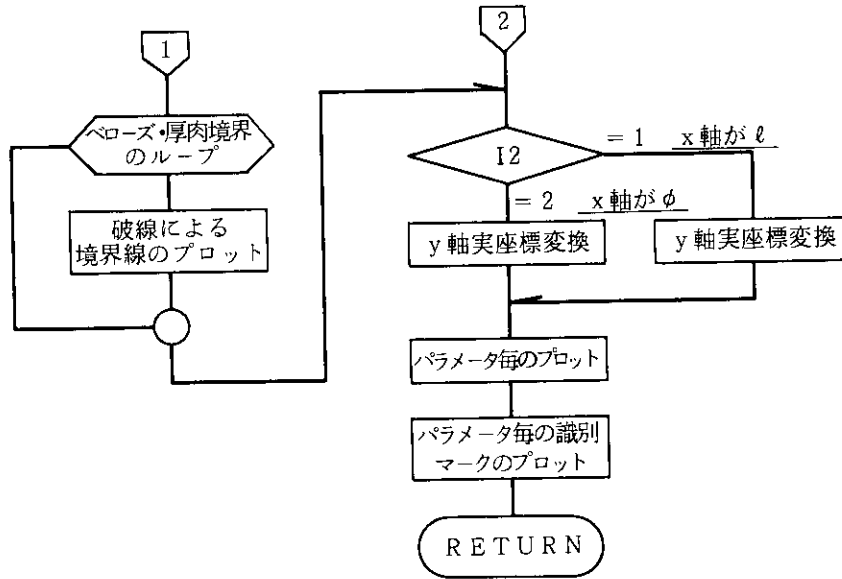 1
ベローズ・厚肉境界
のループ
破線による
境界線のプロット
2
I2
= 1 x軸がℓ
= 2 x軸がφ
y軸実座標変換
y軸実座標変換
パラメータ毎のプロット
パラメータ毎の識別
マークのプロット
RETURN